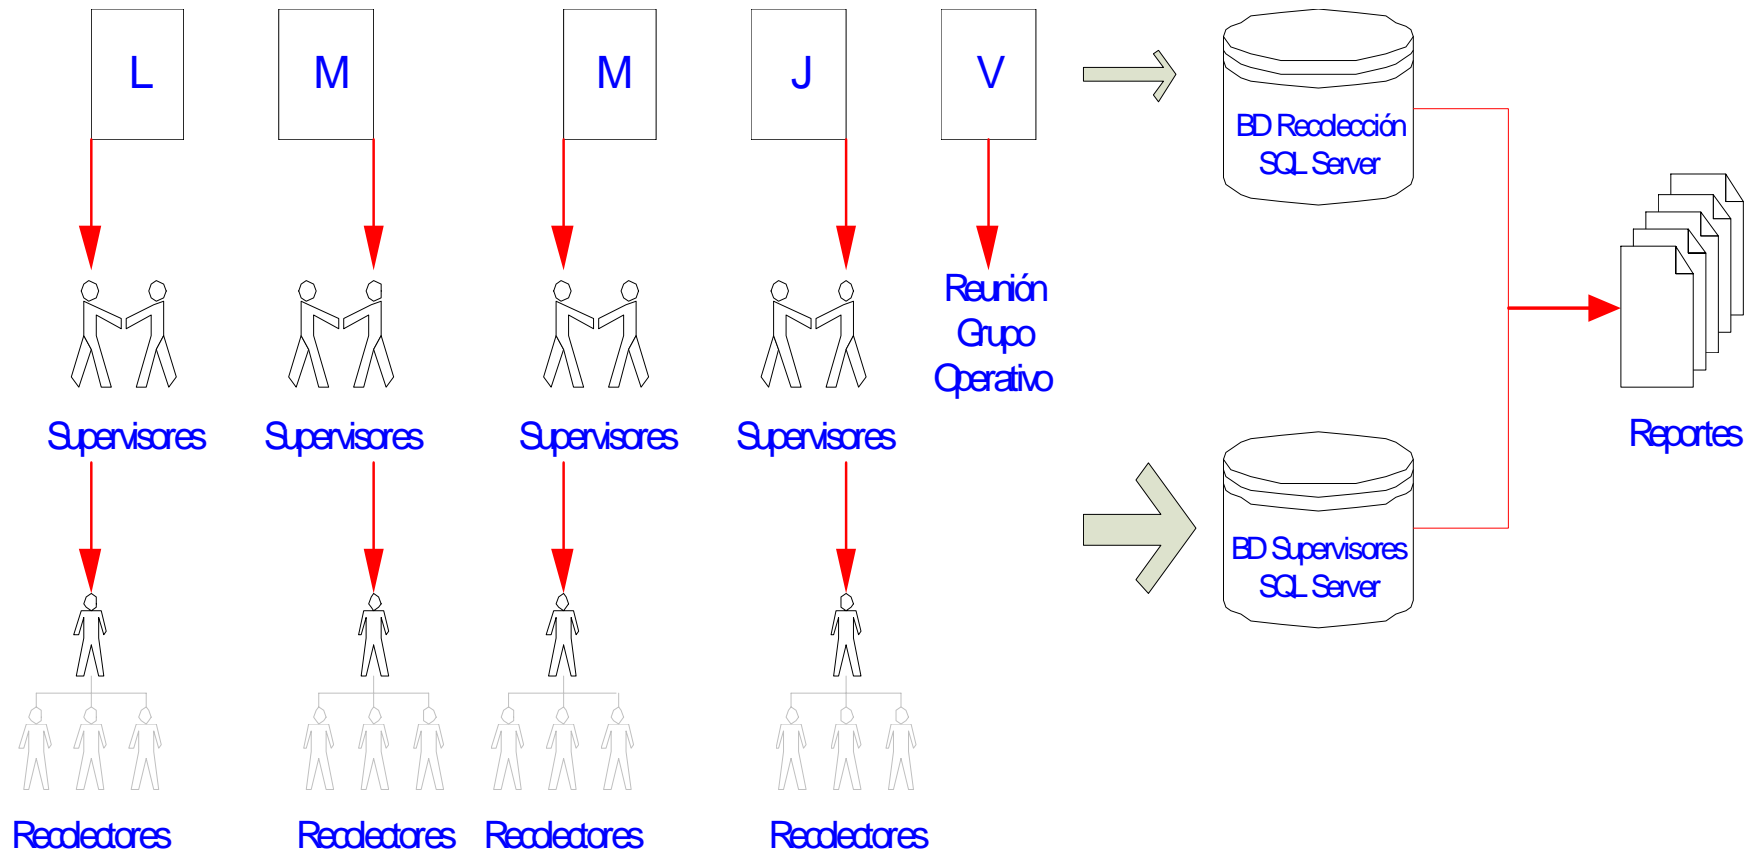 L
M
M
J
V
BD Recolección
SQL Server
Reunión
Grupo
Operativo
Supervisores
Supervisores
Supervisores
Supervisores
Reportes
BD Supervisores
SQL Server
Recolectores
Recolectores
Recolectores
Recolectores